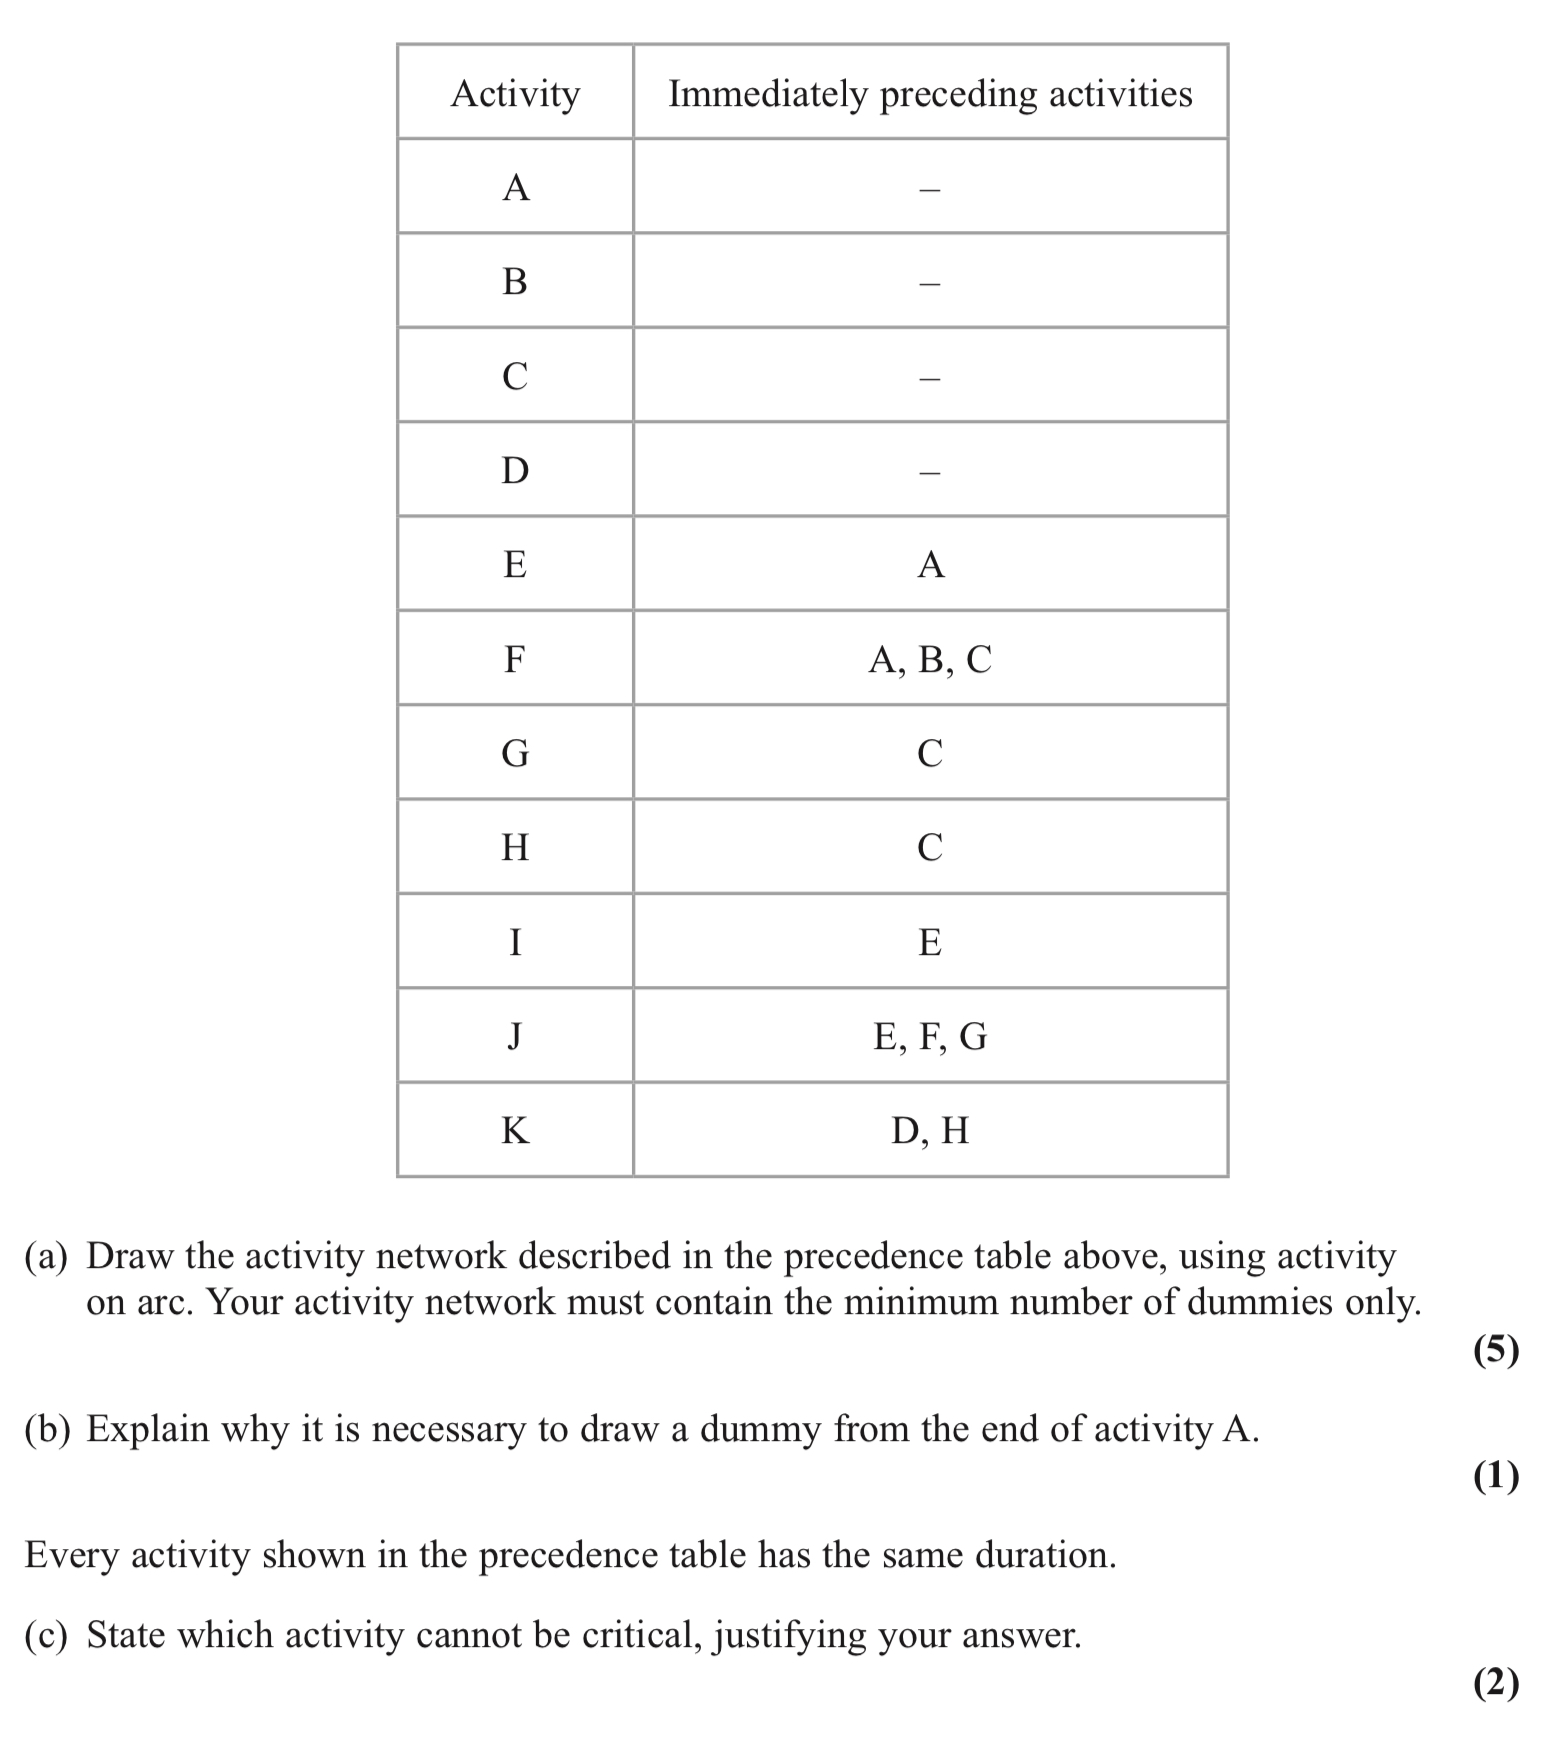 Activity Immediately preceding activities
A –
B –
C –
D –
E A
F A, B, C
G C
H C
I E
J E, F, G
K D, H
(a) Draw the activity network described in the precedence table above, using activity
on arc. Your activity network must contain the minimum number of dummies only.
(5)
(b) Explain why it is necessary to draw a dummy from the end of activity A.
(1)
Every activity shown in the precedence table has the same duration.
(c) State which activity cannot be critical, justifying your answer.
(2)